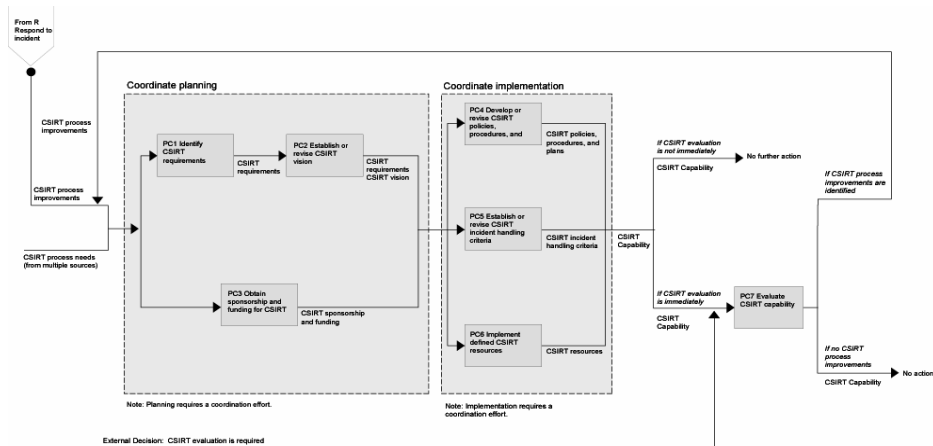 From R
Respond to
incident
CSIRT process
improvements
CSIRT process
improvements
CSIRT process needs
(from multiple sources)
Coordinate planning
PC1 Identify
CSIRT
requirements
CSIRT
requirements
PC2 Establish or
revise CSIRT
vision
CSIRT
requirements
CSIRT vision
PC3 Obtain
sponsorship and
funding for CSIRT
CSIRT sponsorship
and funding
Note: Planning requires a coordination effort.
Coordinate implementation
PC4 Develop or
revise CSIRT
policies,
procedures, and
CSIRT policies,
procedures, and
plans
PC5 Establish or
revise CSIRT
incident handling
criteria
CSIRT incident
handling criteria
PC6 Implement
defined CSIRT
resources
CSIRT resources
Note: Implementation requires a
coordination effort.
CSIRT
Capability
If CSIRT evaluation
is not immediately
CSIRT Capability
No further action
If CSIRT evaluation
is immediately
CSIRT
Capability
PC7 Evaluate
CSIRT capability
If CSIRT process
improvements are
identified
If no CSIRT
process
improvements
CSIRT Capability
No action
External Decision: CSIRT evaluation is required